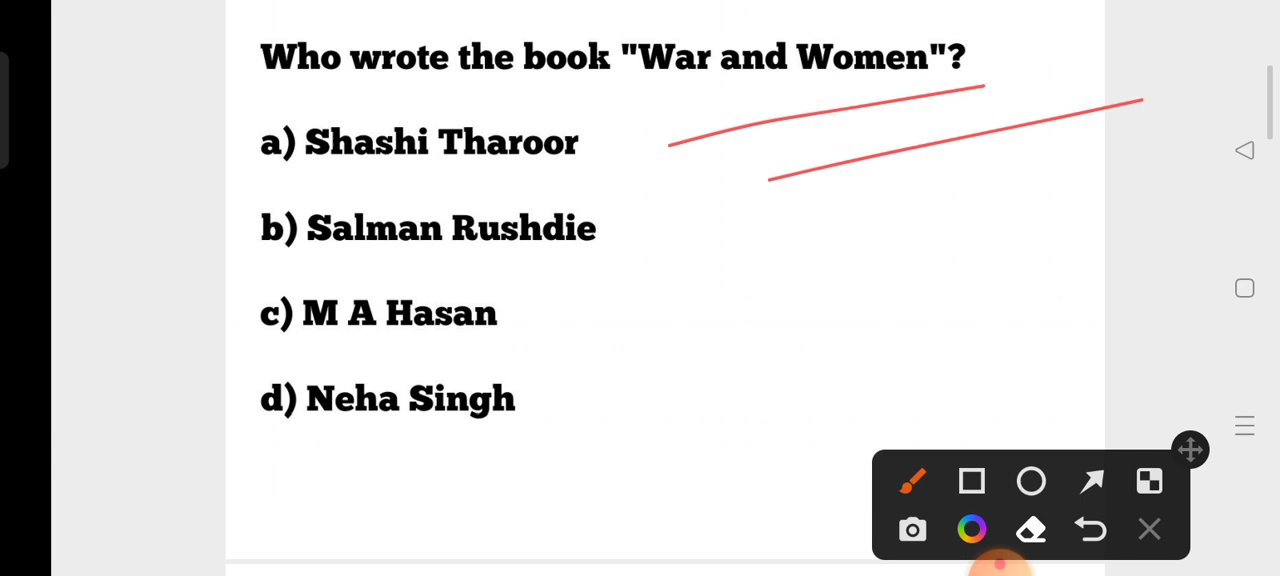 Who wrote the book "War and Women"?
a) Shashi Tharoor
b) Salman Rushdie
c) M A Hasan
d) Neha Singh